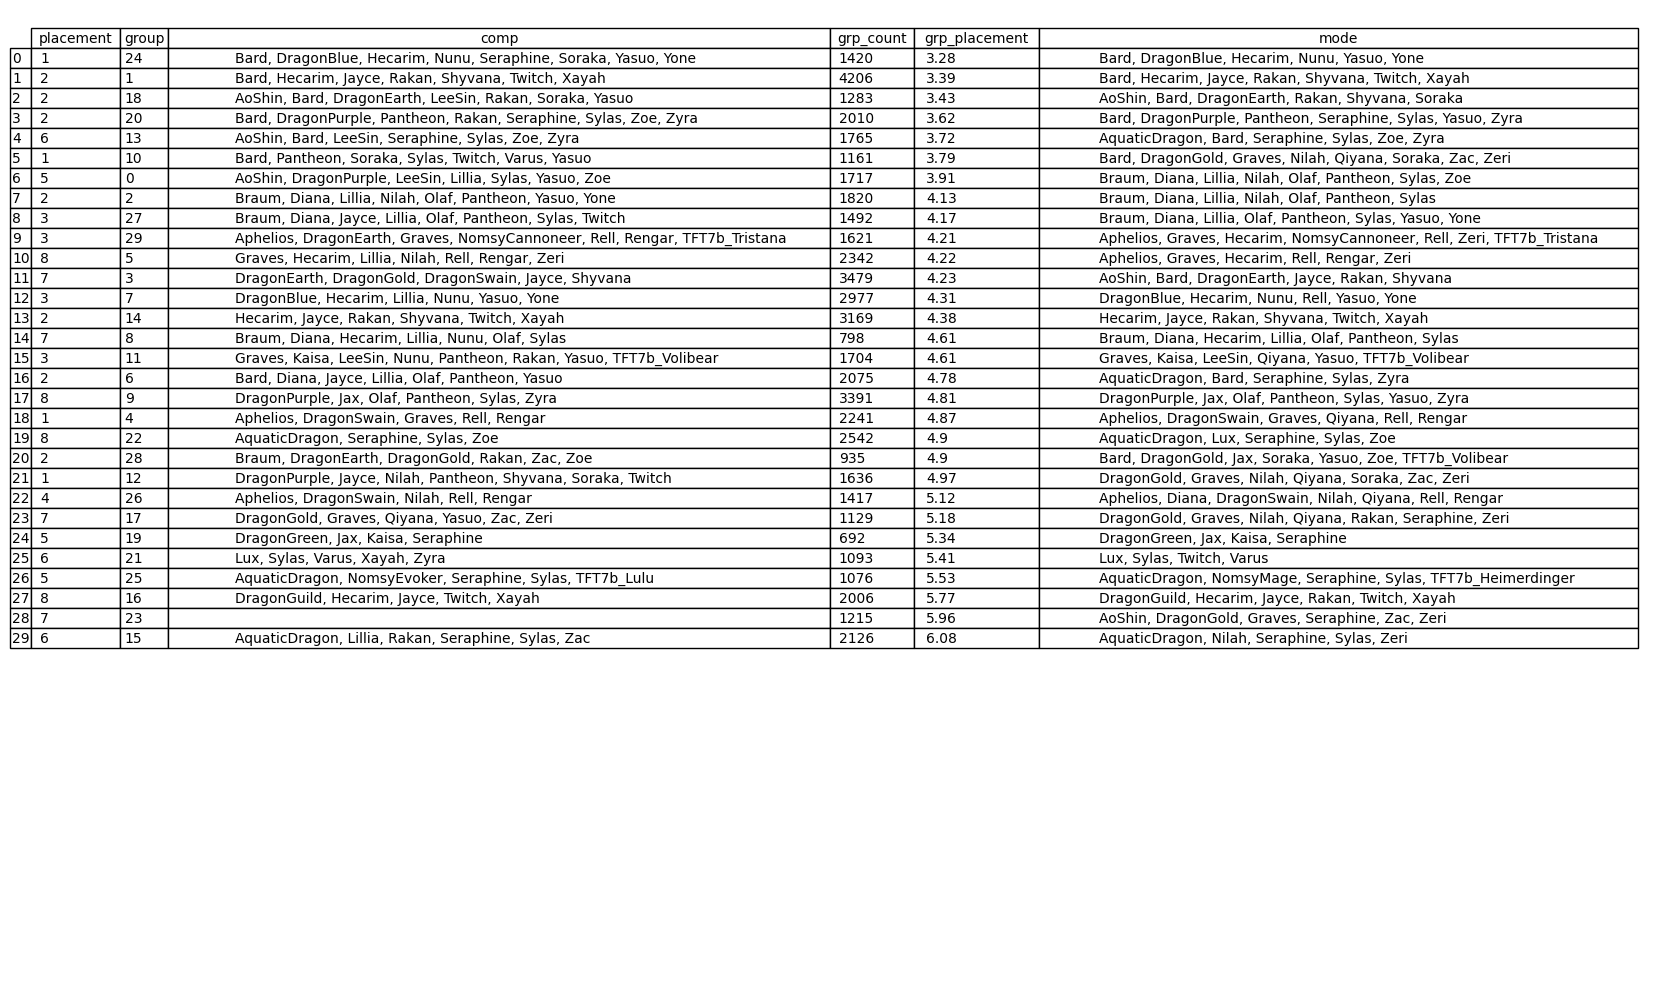 placement group comp grp_count grp_placement mode
0 1 24 Bard, DragonBlue, Hecarim, Nunu, Seraphine, Soraka, Yasuo, Yone 1420 3.28 Bard, DragonBlue, Hecarim, Nunu, Yasuo, Yone
1 2 1 Bard, Hecarim, Jayce, Rakan, Shyvana, Twitch, Xayah 4206 3.39 Bard, Hecarim, Jayce, Rakan, Shyvana, Twitch, Xayah
2 2 18 AoShin, Bard, DragonEarth, LeeSin, Rakan, Soraka, Yasuo 1283 3.43 AoShin, Bard, DragonEarth, Rakan, Shyvana, Soraka
3 2 20 Bard, DragonPurple, Pantheon, Rakan, Seraphine, Sylas, Zoe, Zyra 2010 3.62 Bard, DragonPurple, Pantheon, Seraphine, Sylas, Yasuo, Zyra
4 6 13 AoShin, Bard, LeeSin, Seraphine, Sylas, Zoe, Zyra 1765 3.72 AquaticDragon, Bard, Seraphine, Sylas, Zoe, Zyra
5 1 10 Bard, Pantheon, Soraka, Sylas, Twitch, Varus, Yasuo 1161 3.79 Bard, DragonGold, Graves, Nilah, Qiyana, Soraka, Zac, Zeri
6 5 0 AoShin, DragonPurple, LeeSin, Lillia, Sylas, Yasuo, Zoe 1717 3.91 Braum, Diana, Lillia, Nilah, Olaf, Pantheon, Sylas, Zoe
7 2 2 Braum, Diana, Lillia, Nilah, Olaf, Pantheon, Yasuo, Yone 1820 4.13 Braum, Diana, Lillia, Nilah, Olaf, Pantheon, Sylas
8 3 27 Braum, Diana, Jayce, Lillia, Olaf, Pantheon, Sylas, Twitch 1492 4.17 Braum, Diana, Lillia, Olaf, Pantheon, Sylas, Yasuo, Yone
9 3 29 Aphelios, DragonEarth, Graves, NomsyCannoneer, Rell, Rengar, TFT7b_Tristana 1621 4.21 Aphelios, Graves, Hecarim, NomsyCannoneer, Rell, Zeri, TFT7b_Tristana
10 8 5 Graves, Hecarim, Lillia, Nilah, Rell, Rengar, Zeri 2342 4.22 Aphelios, Graves, Hecarim, Rell, Rengar, Zeri
11 7 3 DragonEarth, DragonGold, DragonSwain, Jayce, Shyvana 3479 4.23 AoShin, Bard, DragonEarth, Jayce, Rakan, Shyvana
12 3 7 DragonBlue, Hecarim, Lillia, Nunu, Yasuo, Yone 2977 4.31 DragonBlue, Hecarim, Nunu, Rell, Yasuo, Yone
13 2 14 Hecarim, Jayce, Rakan, Shyvana, Twitch, Xayah 3169 4.38 Hecarim, Jayce, Rakan, Shyvana, Twitch, Xayah
14 7 8 Braum, Diana, Hecarim, Lillia, Nunu, Olaf, Sylas 798 4.61 Braum, Diana, Hecarim, Lillia, Olaf, Pantheon, Sylas
15 3 11 Graves, Kaisa, LeeSin, Nunu, Pantheon, Rakan, Yasuo, TFT7b_Volibear 1704 4.61 Graves, Kaisa, LeeSin, Qiyana, Yasuo, TFT7b_Volibear
16 2 6 Bard, Diana, Jayce, Lillia, Olaf, Pantheon, Yasuo 2075 4.78 AquaticDragon, Bard, Seraphine, Sylas, Zyra
17 8 9 DragonPurple, Jax, Olaf, Pantheon, Sylas, Zyra 3391 4.81 DragonPurple, Jax, Olaf, Pantheon, Sylas, Yasuo, Zyra
18 1 4 Aphelios, DragonSwain, Graves, Rell, Rengar 2241 4.87 Aphelios, DragonSwain, Graves, Qiyana, Rell, Rengar
19 8 22 AquaticDragon, Seraphine, Sylas, Zoe 2542 4.9 AquaticDragon, Lux, Seraphine, Sylas, Zoe
20 2 28 Braum, DragonEarth, DragonGold, Rakan, Zac, Zoe 935 4.9 Bard, DragonGold, Jax, Soraka, Yasuo, Zoe, TFT7b_Volibear
21 1 12 DragonPurple, Jayce, Nilah, Pantheon, Shyvana, Soraka, Twitch 1636 4.97 DragonGold, Graves, Nilah, Qiyana, Soraka, Zac, Zeri
22 4 26 Aphelios, DragonSwain, Nilah, Rell, Rengar 1417 5.12 Aphelios, Diana, DragonSwain, Nilah, Qiyana, Rell, Rengar
23 7 17 DragonGold, Graves, Qiyana, Yasuo, Zac, Zeri 1129 5.18 DragonGold, Graves, Nilah, Qiyana, Rakan, Seraphine, Zeri
24 5 19 DragonGreen, Jax, Kaisa, Seraphine 692 5.34 DragonGreen, Jax, Kaisa, Seraphine
25 6 21 Lux, Sylas, Varus, Xayah, Zyra 1093 5.41 Lux, Sylas, Twitch, Varus
26 5 25 AquaticDragon, NomsyEvoker, Seraphine, Sylas, TFT7b_Lulu 1076 5.53 AquaticDragon, NomsyMage, Seraphine, Sylas, TFT7b_Heimerdinger
27 8 16 DragonGuild, Hecarim, Jayce, Twitch, Xayah 2006 5.77 DragonGuild, Hecarim, Jayce, Rakan, Twitch, Xayah
28 7 23 1215 5.96 AoShin, DragonGold, Graves, Seraphine, Zac, Zeri
29 6 15 AquaticDragon, Lillia, Rakan, Seraphine, Sylas, Zac 2126 6.08 AquaticDragon, Nilah, Seraphine, Sylas, Zeri